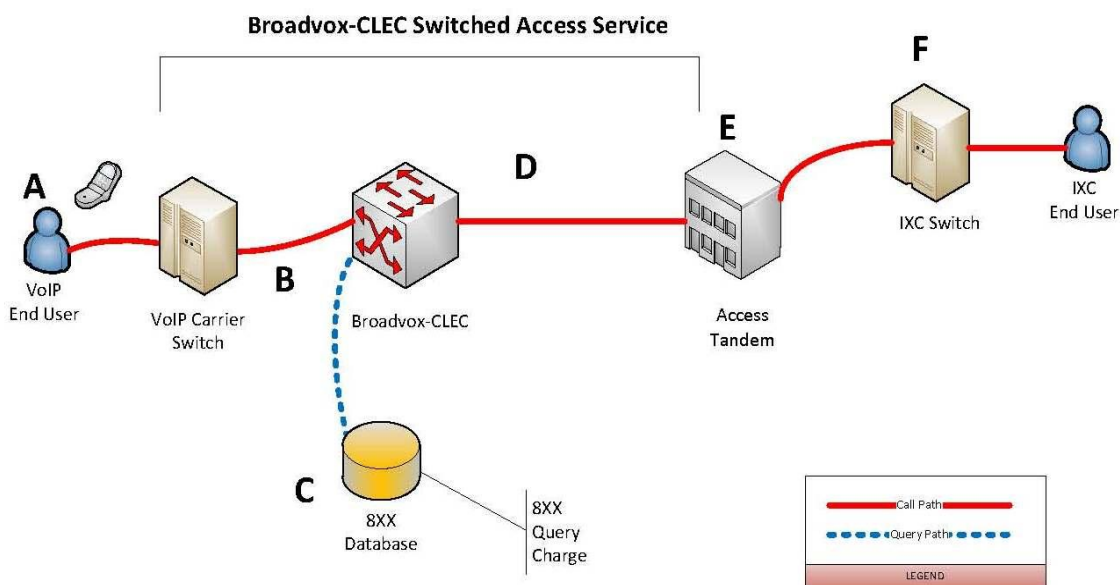 Broadvox-CLEC Switched Access Service
F
E
D
A
IXC
End User
IXC Switch
VoIP
End User
B
VoIP Carrier
Switch
Broadvox-CLEC
Access
Tandem
C
8XX
Database
8XX
Query
Charge
Call Path
Query Path
LEGEND